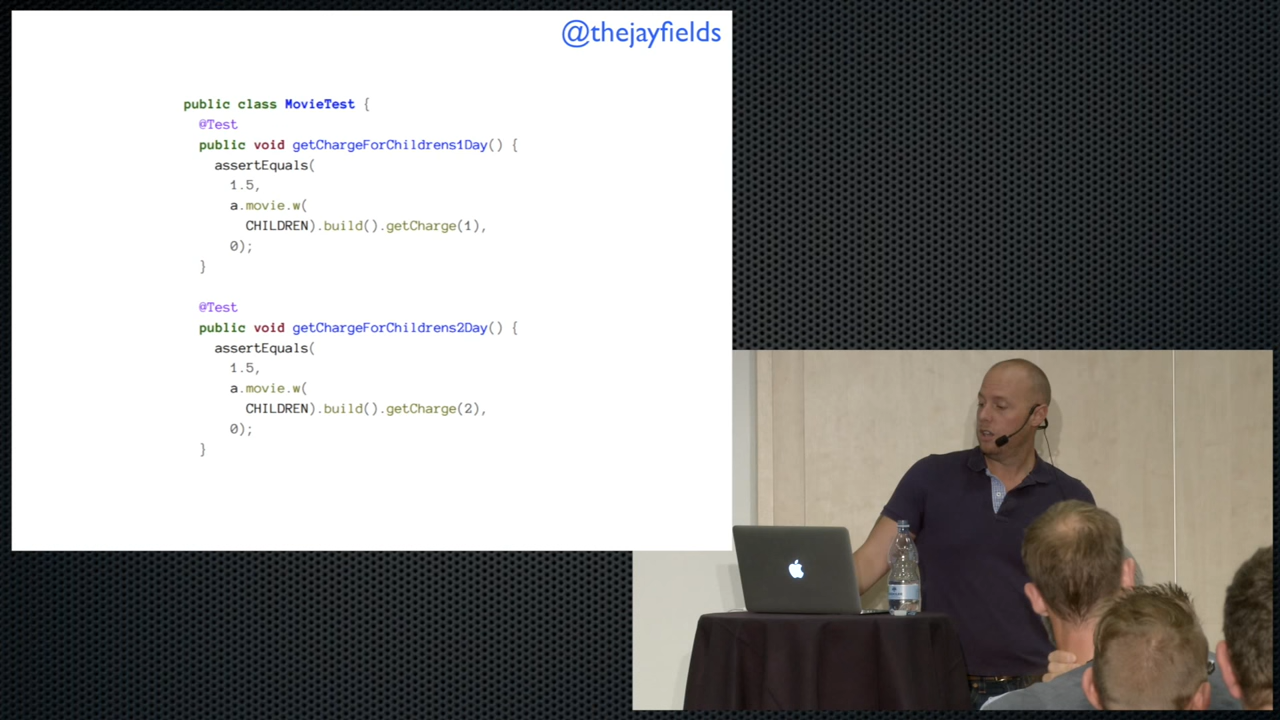 @thejayfields
public class MovieTest {
@Test
public void getChargeForChildrens1Day() {
assertEquals(
1.5,
a.movie.w(
CHILDREN).build().getCharge(1),
0);
}
@Test
public void getChargeForChildrens2Day() {
assertEquals(
1.5,
a.movie.w(
CHILDREN).build().getCharge(2),
0);
}